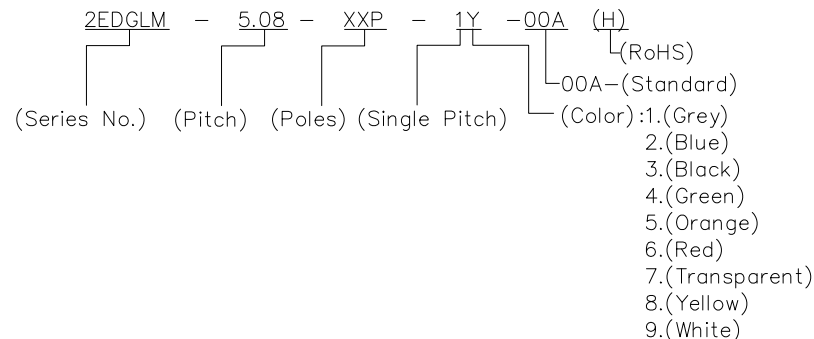 2EDGLM - 5.08 - XXP - 1Y -00A (H)
(RoHS)
00A-(Standard)
(Series No.) (Pitch) (Poles) (Single Pitch) (Color):1.(Grey)
2.(Blue)
3.(Black)
4.(Green)
5.(Orange)
6.(Red)
7.(Transparent)
8.(Yellow)
9.(White)